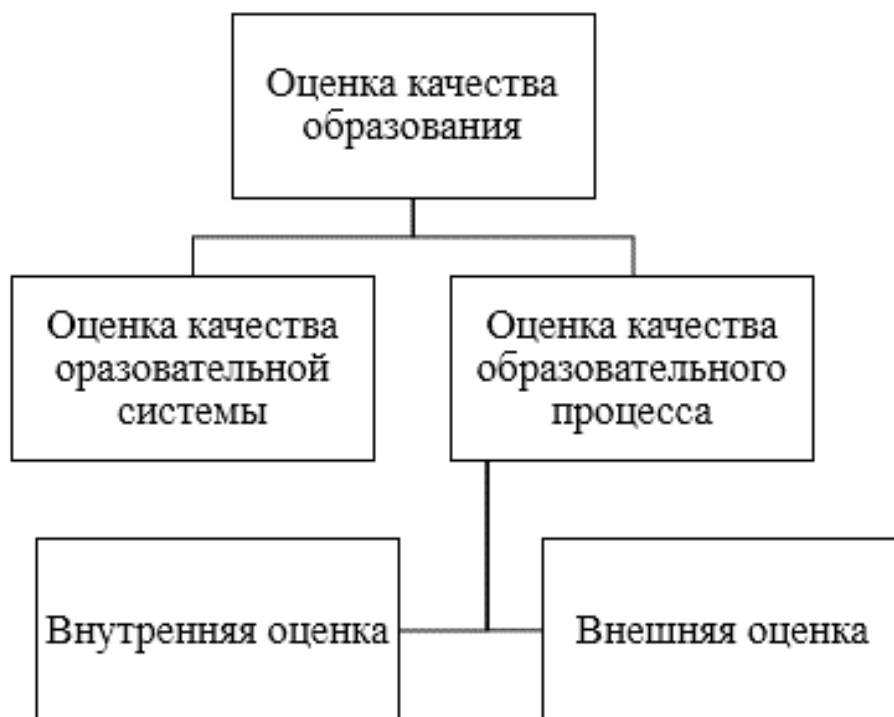 Оценка качества
образования
Оценка качества
оразовательной
системы
Оценка качества
образовательного
процесса
Внутренняя оценка
Внешняя оценка